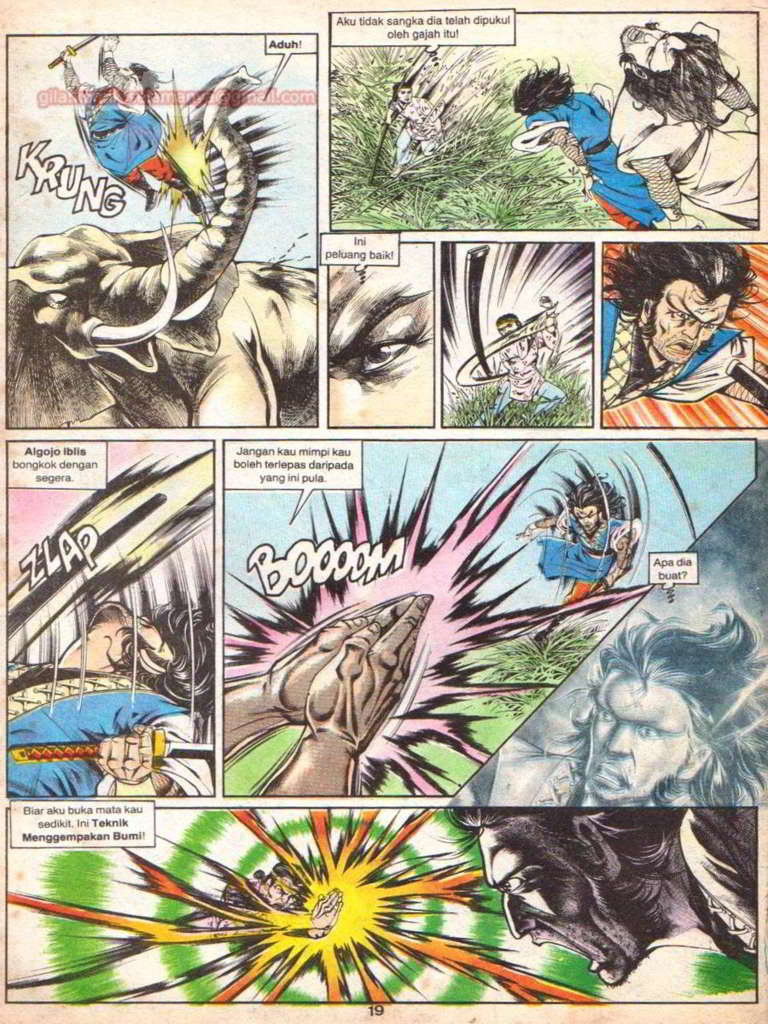 Aduh!
KRUNG
Aku tidak sangka dia telah dipukul
oleh gajah itu!
Ini
peluang baik!
Algojo Iblis
bongkok dengan
segera.
ZLAP
Jangan kau mimpi kau
boleh terlepas daripada
yang ini pula.
BOOOOM
Apa dia
buat?
Biar aku buka mata kau
sedikit. Ini Teknik
Menggempakan Bumi!
19